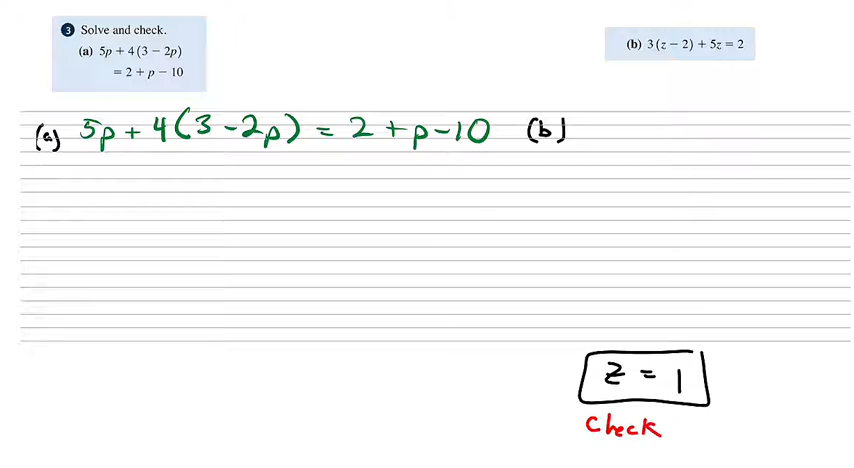 3 Solve and check.
(a) 5p + 4(3 − 2p)
= 2 + p − 10
(b) 3(z − 2) + 5z = 2
(a) 5p + 4(3 - 2p) = 2 + p - 10
(b)
z = 1
Check